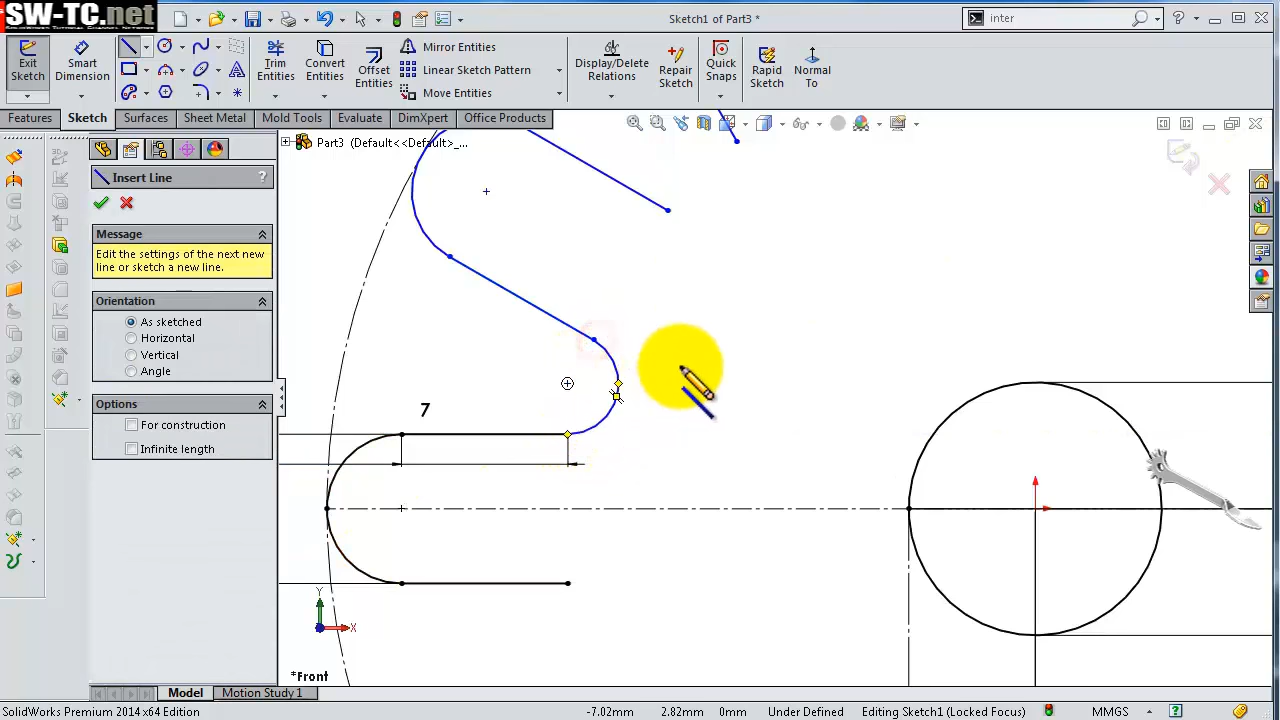 SW-TC.net
SOLIDWORKS TUTORIAL CHANNEL NETWORK
Sketch1 of Part3 *
inter
Exit
Sketch
Smart
Dimension
Trim
Entities
Convert
Entities
Offset
Entities
Mirror Entities
Linear Sketch Pattern
Move Entities
Display/Delete
Relations
Repair
Sketch
Quick
Snaps
Rapid
Sketch
Normal
To
Features
Sketch
Surfaces
Sheet Metal
Mold Tools
Evaluate
DimXpert
Office Products
Part3 (Default<<Default>_...
Insert Line
?
Message
Edit the settings of the next new
line or sketch a new line.
Orientation
As sketched
Horizontal
Vertical
Angle
Options
For construction
Infinite length
7
Y
X
*Front
Model
Motion Study 1
SolidWorks Premium 2014 x64 Edition
-7.02mm
2.82mm
0mm
Under Defined
Editing Sketch1 (Locked Focus)
MMGS